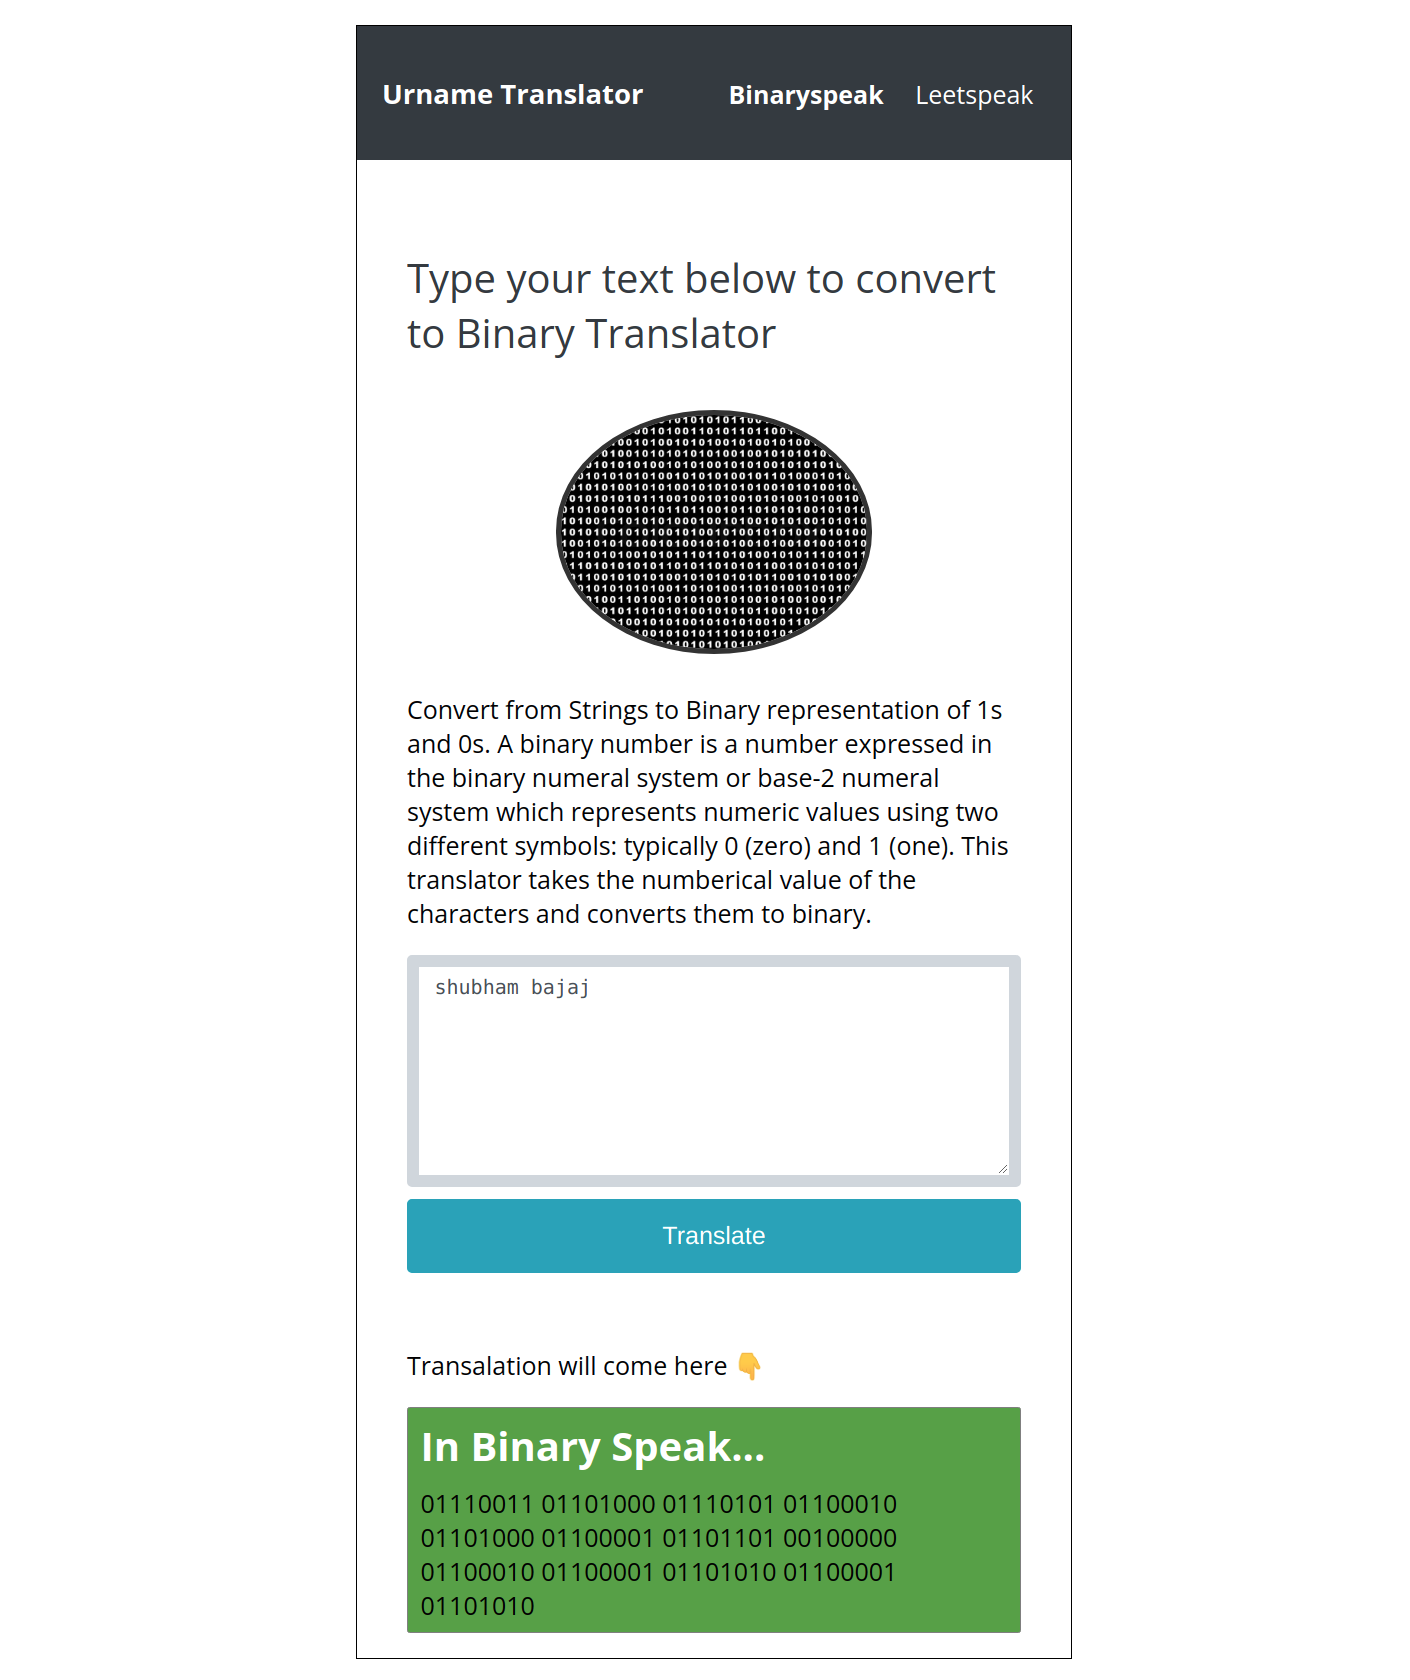 Urname Translator Binaryspeak Leetspeak
Type your text below to convert
to Binary Translator
Convert from Strings to Binary representation of 1s
and 0s. A binary number is a number expressed in
the binary numeral system or base-2 numeral
system which represents numeric values using two
different symbols: typically 0 (zero) and 1 (one). This
translator takes the numberical value of the
characters and converts them to binary.
shubham bajaj
Translate
Transalation will come here 👇
In Binary Speak...
01110011 01101000 01110101 01100010
01101000 01100001 01101101 00100000
01100010 01100001 01101010 01100001
01101010